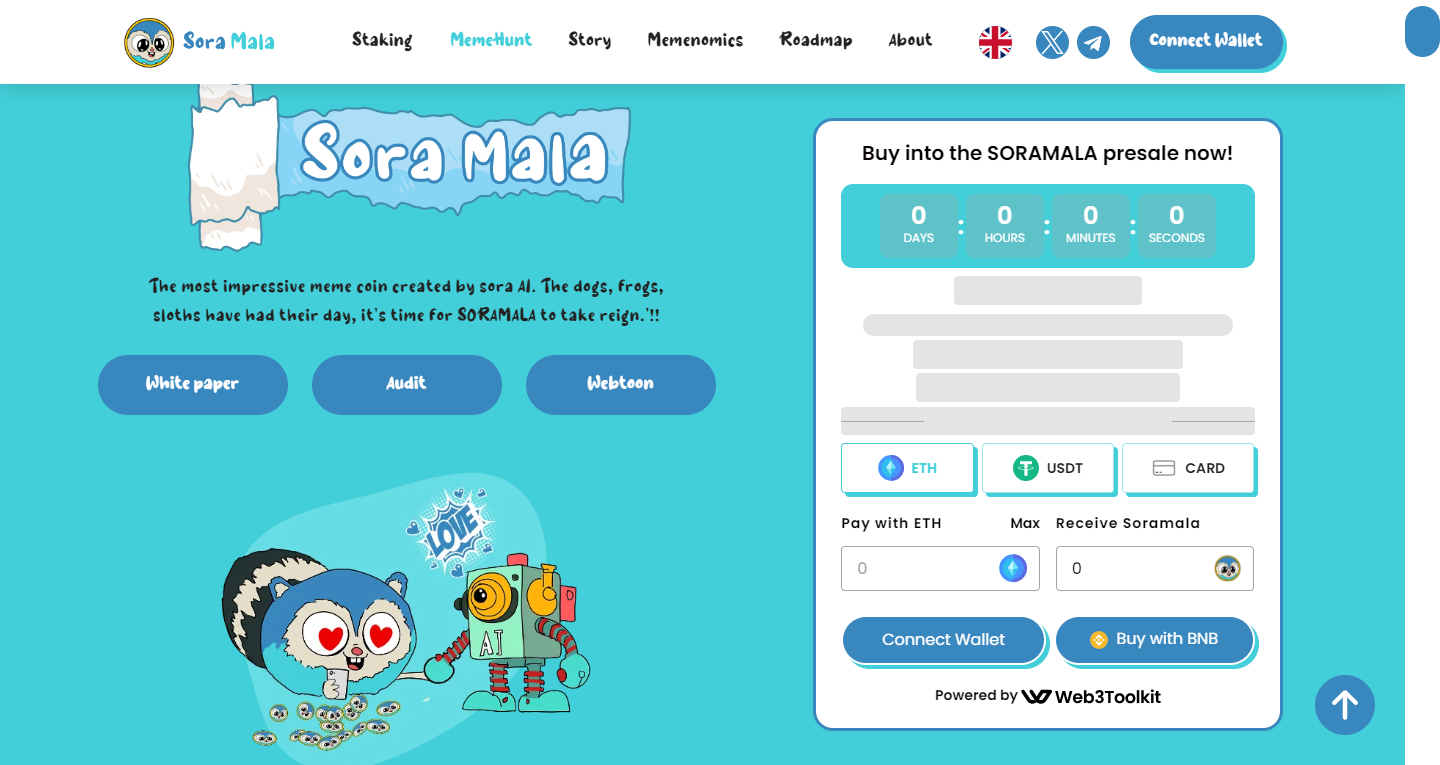 Sora Mala
Staking
MemeHunt
Story
Memenomics
Roadmap
About
Connect Wallet
Sora Mala
The most impressive meme coin created by sora AI. The dogs, frogs,
sloths have had their day, it's time for SORAMALA to take reign.'!!
White paper
Audit
Webtoon
LOVE
AI
Buy into the SORAMALA presale now!
0 : 0 : 0 : 0
DAYS HOURS MINUTES SECONDS
ETH
USDT
CARD
Pay with ETH
Max
Receive Soramala
0
0
Connect Wallet
Buy with BNB
Powered by Web3Toolkit